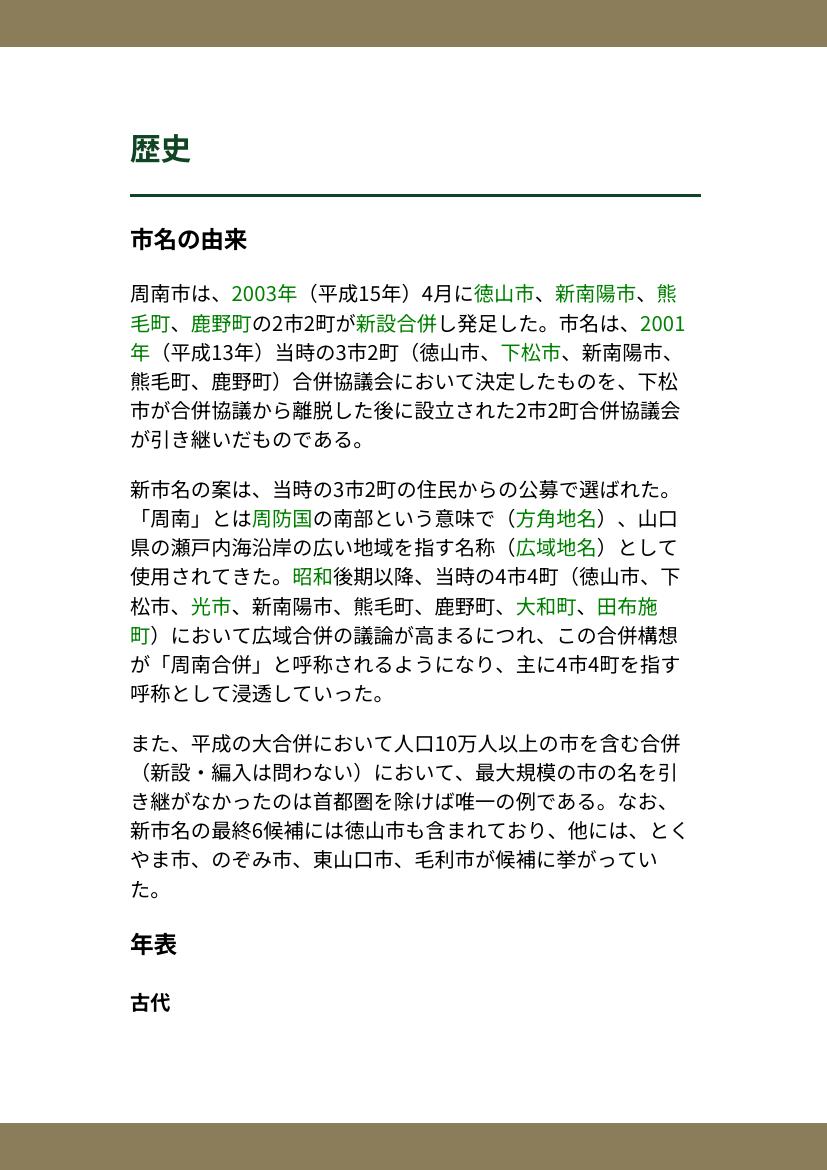 歴史
市名の由来
周南市は、2003年（平成15年）4月に徳山市、新南陽市、熊
毛町、鹿野町の2市2町が新設合併し発足した。市名は、2001
年（平成13年）当時の3市2町（徳山市、下松市、新南陽市、
熊毛町、鹿野町）合併協議会において決定したものを、下松
市が合併協議から離脱した後に設立された2市2町合併協議会
が引き継いだものである。
新市名の案は、当時の3市2町の住民からの公募で選ばれた。
「周南」とは周防国の南部という意味で（方角地名）、山口
県の瀬戸内海沿岸の広い地域を指す名称（広域地名）として
使用されてきた。昭和後期以降、当時の4市4町（徳山市、下
松市、光市、新南陽市、熊毛町、鹿野町、大和町、田布施
町）において広域合併の議論が高まるにつれ、この合併構想
が「周南合併」と呼称されるようになり、主に4市4町を指す
呼称として浸透していった。
また、平成の大合併において人口10万人以上の市を含む合併
（新設・編入は問わない）において、最大規模の市の名を引
き継がなかったのは首都圏を除けば唯一の例である。なお、
新市名の最終6候補には徳山市も含まれており、他には、とく
やま市、のぞみ市、東山口市、毛利市が候補に挙がってい
た。
年表
古代